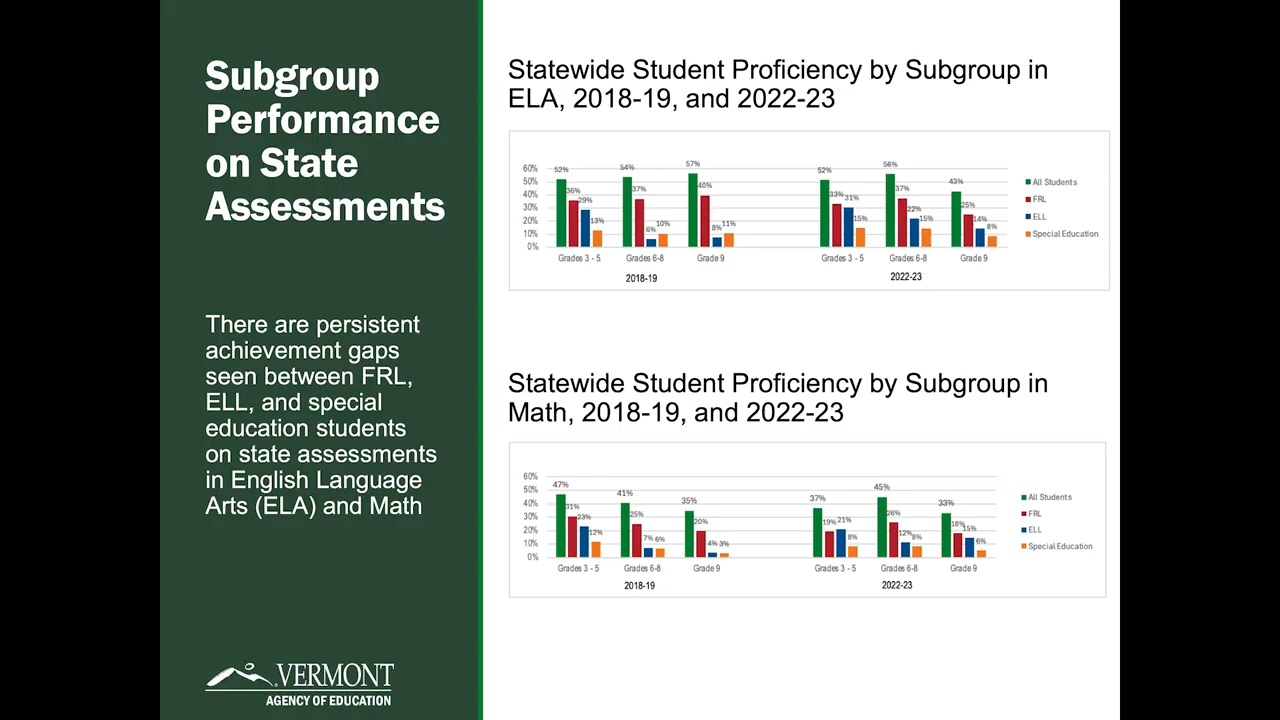 Subgroup
Performance
on State
Assessments
There are persistent
achievement gaps
seen between FRL,
ELL, and special
education students
on state assessments
in English Language
Arts (ELA) and Math
VERMONT
AGENCY OF EDUCATION
Statewide Student Proficiency by Subgroup in
ELA, 2018-19, and 2022-23
60%
50%
40%
30%
20%
10%
0%
52% 36% 29% 13%
54% 37% 6% 10%
57% 40% 8% 11%
52% 33% 31% 15%
56% 37% 22% 15%
43% 25% 14% 8%
Grades 3 - 5 Grades 6-8 Grade 9 Grades 3 - 5 Grades 6-8 Grade 9
2018-19 2022-23
All Students
FRL
ELL
Special Education
Statewide Student Proficiency by Subgroup in
Math, 2018-19, and 2022-23
60%
50%
40%
30%
20%
10%
0%
47% 31% 23% 12%
41% 25% 7% 6%
35% 20% 4% 3%
37% 19% 21% 8%
45% 26% 12% 8%
33% 18% 15% 6%
Grades 3 - 5 Grades 6-8 Grade 9 Grades 3 - 5 Grades 6-8 Grade 9
2018-19 2022-23
All Students
FRL
ELL
Special Education